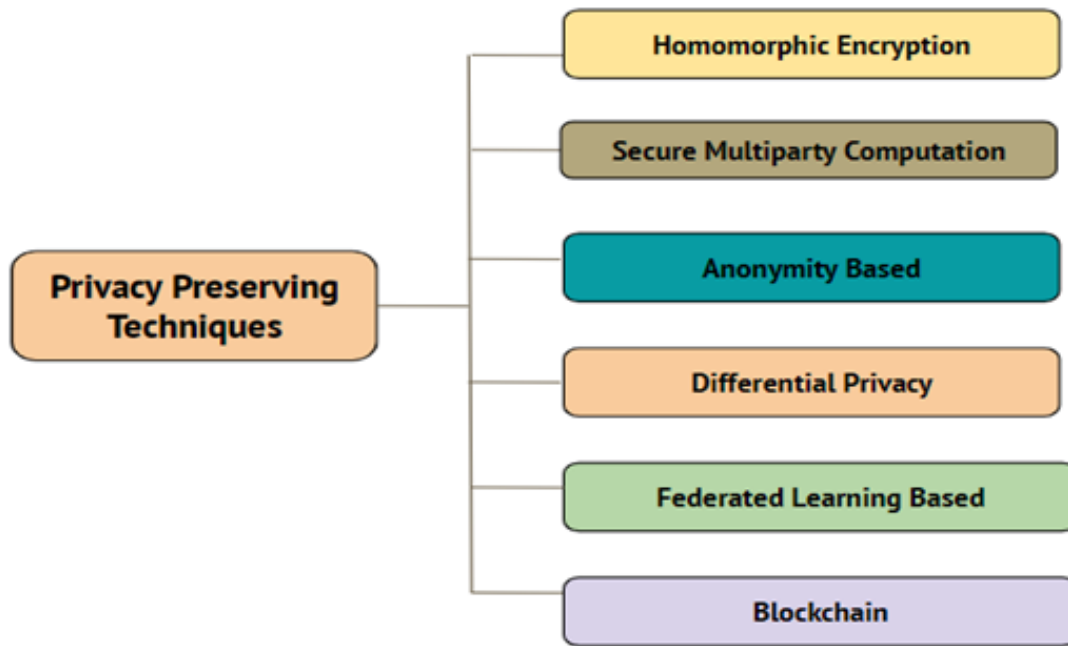 Homomorphic Encryption
Secure Multiparty Computation
Anonymity Based
Privacy Preserving
Techniques
Differential Privacy
Federated Learning Based
Blockchain